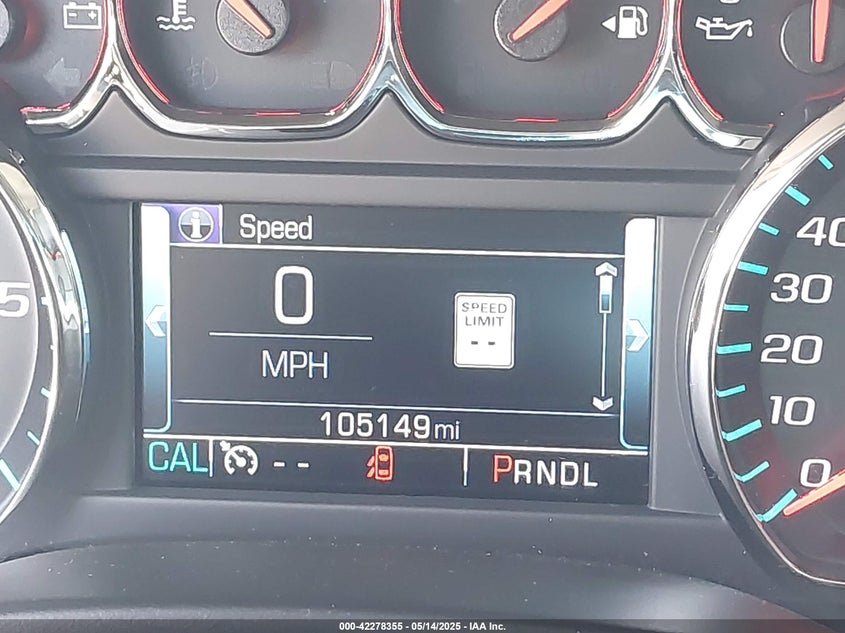 Speed
0
MPH
SPEED
LIMIT
--
105149mi
CAL -- PRNDL
5
40
30
20
10
0
000-42278355 - 05/14/2025 - IAA Inc.